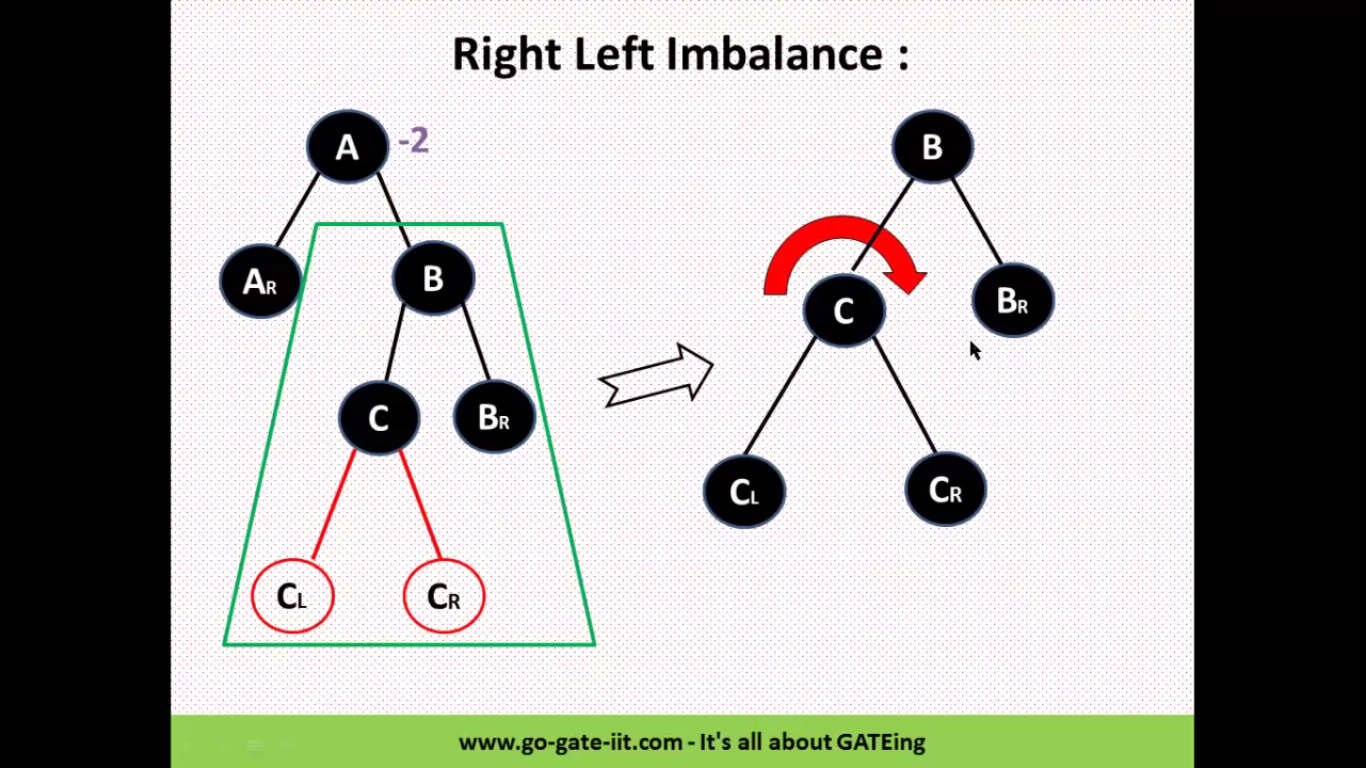 Right Left Imbalance :
A -2 B
AR B C BR
C BR
CL CR
CL CR
www.go-gate-iit.com - It's all about GATEing